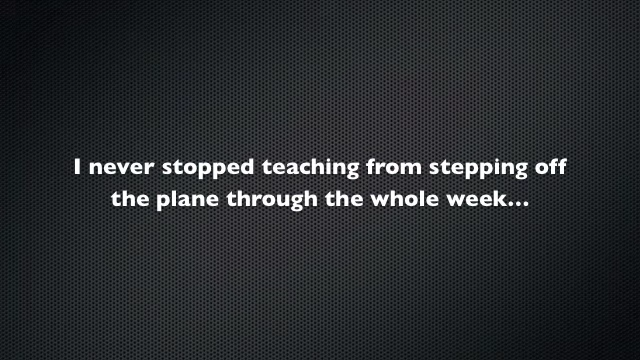 I never stopped teaching from stepping off
the plane through the whole week...